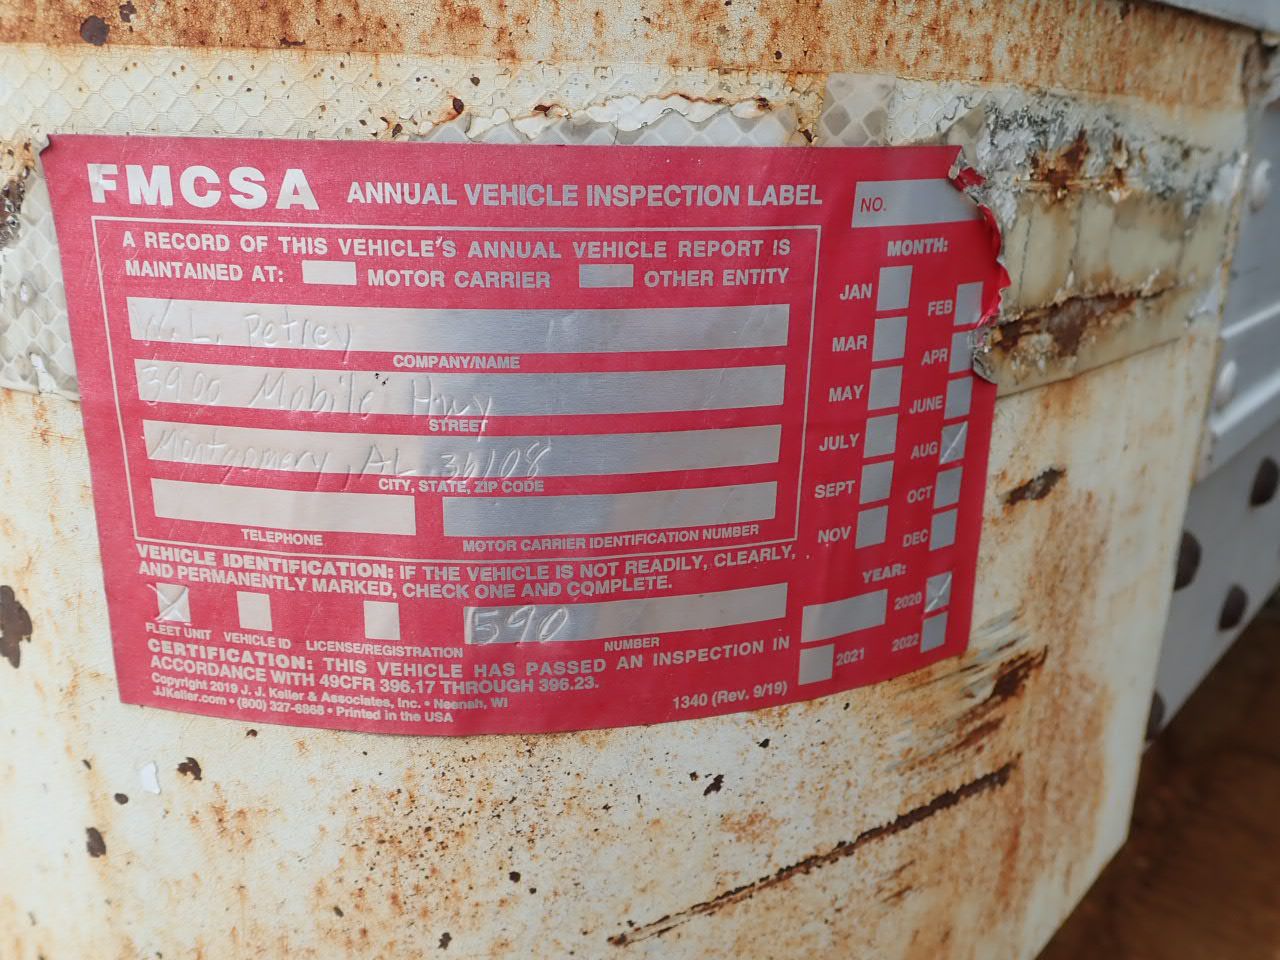 FMCSA ANNUAL VEHICLE INSPECTION LABEL
NO.
A RECORD OF THIS VEHICLE'S ANNUAL VEHICLE REPORT IS
MAINTAINED AT: MOTOR CARRIER OTHER ENTITY
W.L. Petrey
COMPANY/NAME
3900 Mobile Hwy
STREET
Montgomery, AL 36108
CITY, STATE, ZIP CODE
TELEPHONE
MOTOR CARRIER IDENTIFICATION NUMBER
VEHICLE IDENTIFICATION: IF THE VEHICLE IS NOT READILY, CLEARLY,
AND PERMANENTLY MARKED, CHECK ONE AND COMPLETE.
FLEET UNIT VEHICLE ID LICENSE/REGISTRATION
590
NUMBER
CERTIFICATION: THIS VEHICLE HAS PASSED AN INSPECTION IN
ACCORDANCE WITH 49CFR 396.17 THROUGH 396.23.
Copyright 2019 J. J. Keller & Associates, Inc. • Neenah, WI
JJKeller.com • (800) 327-6868 • Printed in the USA
1340 (Rev. 9/19)
MONTH:
JAN FEB
MAR APR
MAY JUNE
JULY AUG
SEPT OCT
NOV DEC
YEAR:
2020
2021 2022